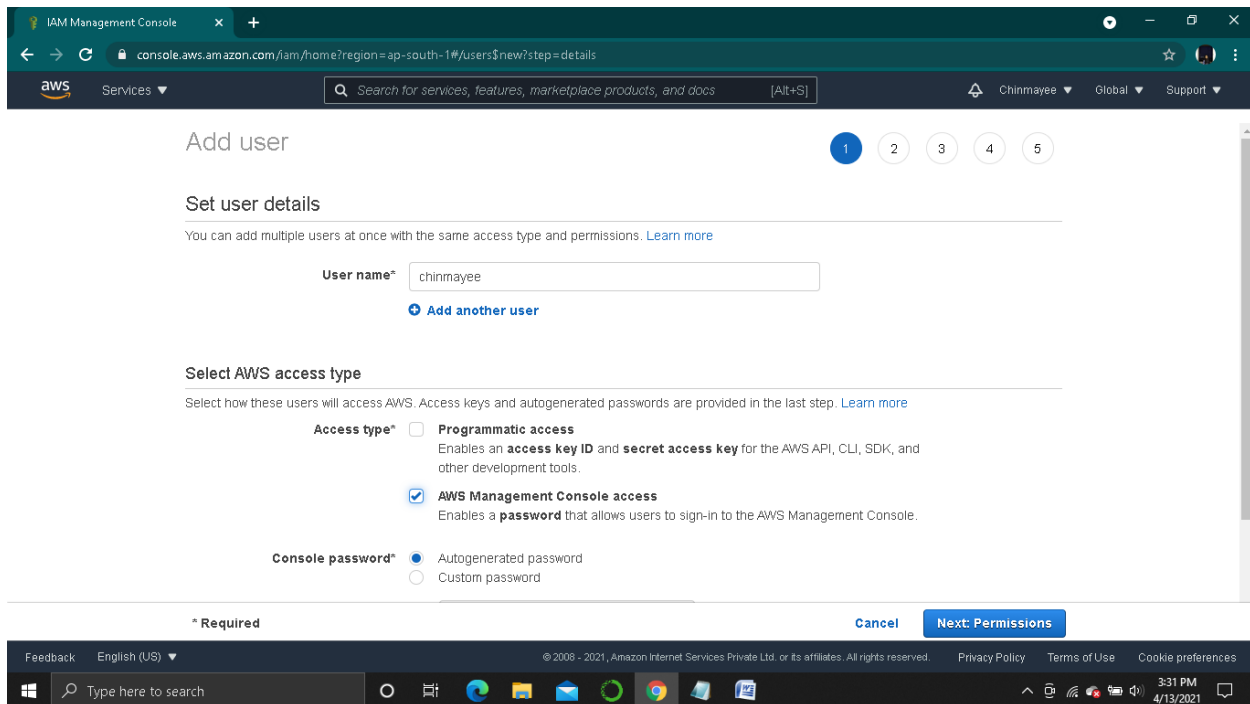 IAM Management Console
console.aws.amazon.com/iam/home?region=ap-south-1#/users$new?step=details
aws Services Search for services, features, marketplace products, and docs [Alt+S] Chinmayee Global Support
Add user 1 2 3 4 5
Set user details
You can add multiple users at once with the same access type and permissions. Learn more
User name* chinmayee
Add another user
Select AWS access type
Select how these users will access AWS. Access keys and autogenerated passwords are provided in the last step. Learn more
Access type* Programmatic access
Enables an access key ID and secret access key for the AWS API, CLI, SDK, and
other development tools.
AWS Management Console access
Enables a password that allows users to sign-in to the AWS Management Console.
Console password* Autogenerated password
Custom password
* Required Cancel Next: Permissions
Feedback English (US) © 2008 - 2021, Amazon Internet Services Private Ltd. or its affiliates. All rights reserved. Privacy Policy Terms of Use Cookie preferences
Type here to search 3:31 PM
4/13/2021